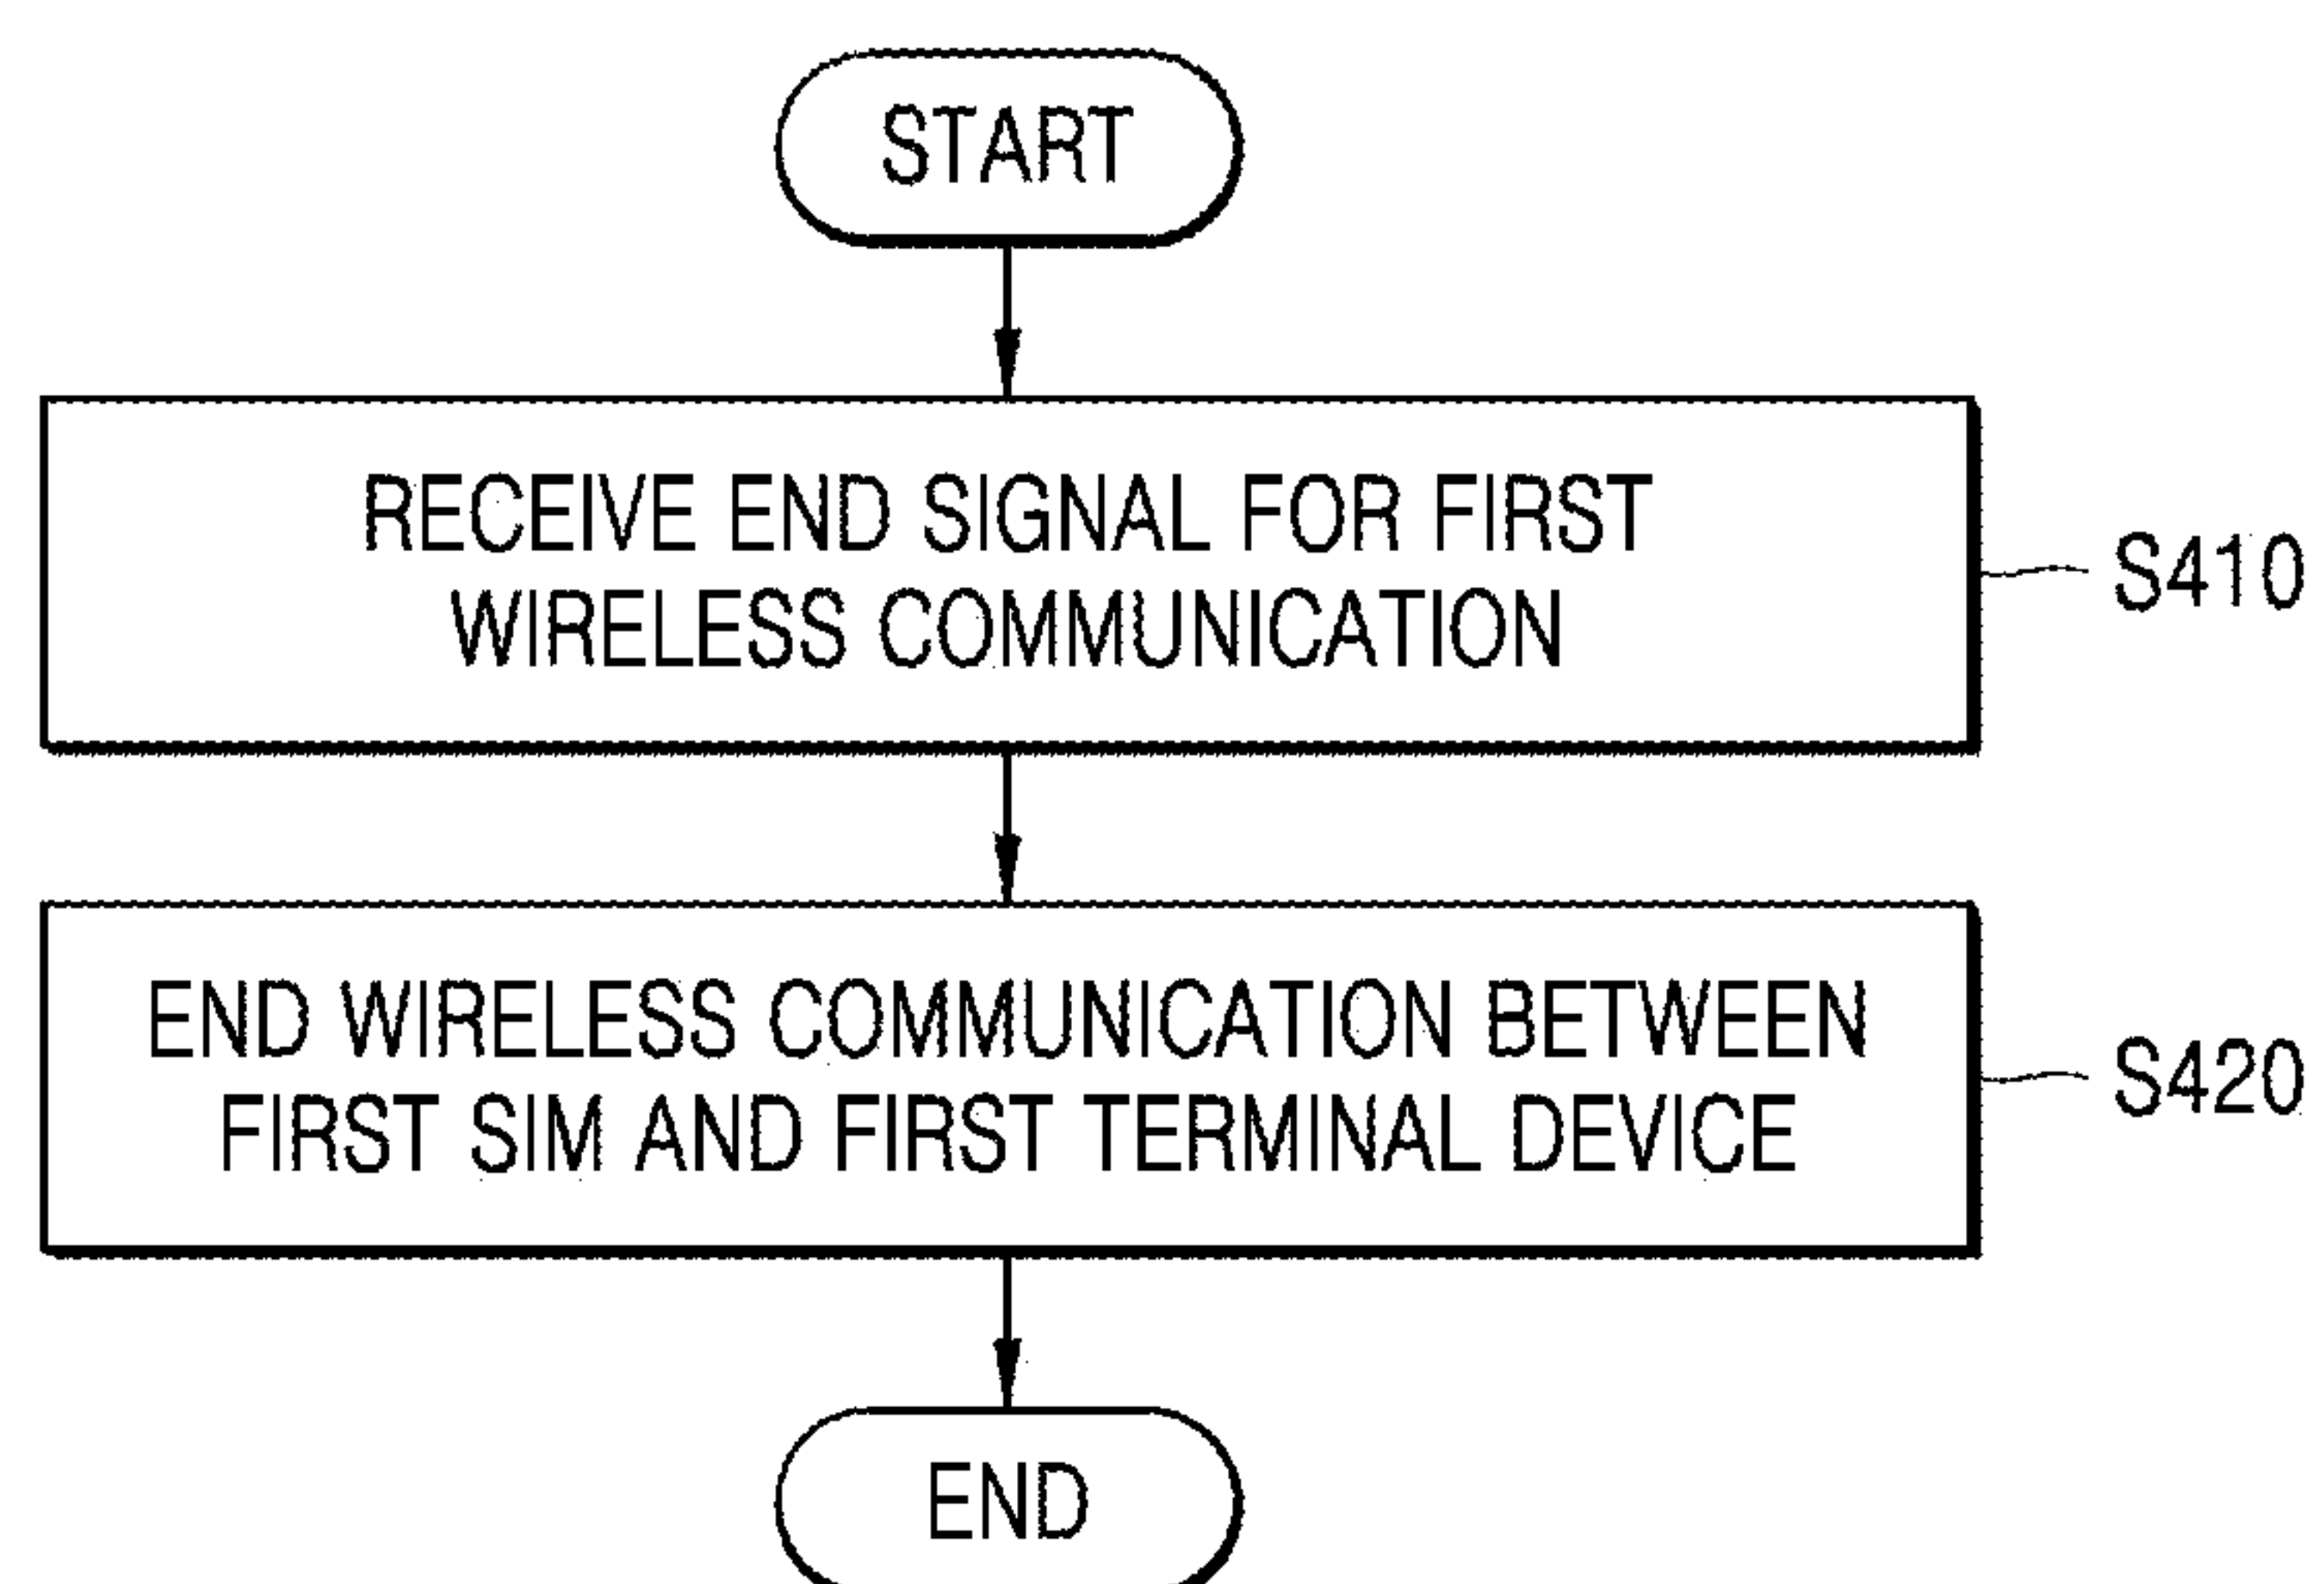 START
RECEIVE END SIGNAL FOR FIRST
WIRELESS COMMUNICATION
S410
END WIRELESS COMMUNICATION BETWEEN
FIRST SIM AND FIRST TERMINAL DEVICE
S420
END